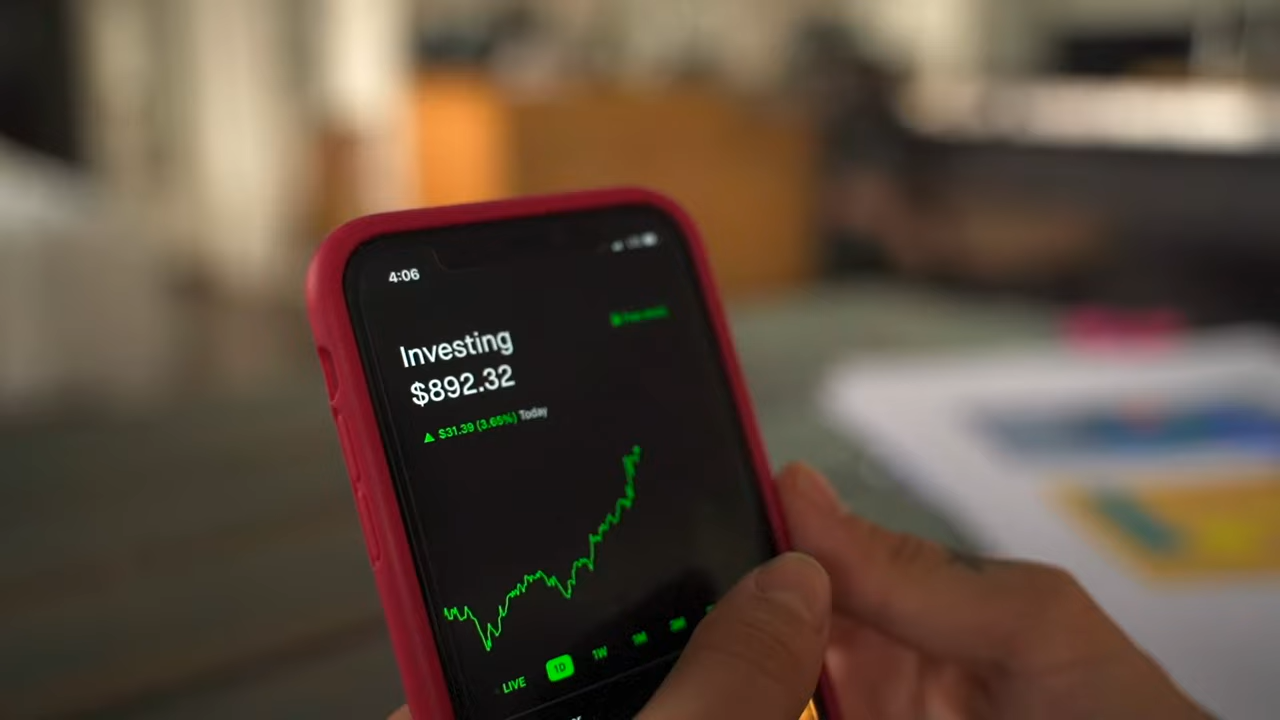 4:06
Investing
$892.32
▲ $31.39 (3.65%) Today
LIVE 1D 1W 1M 3M